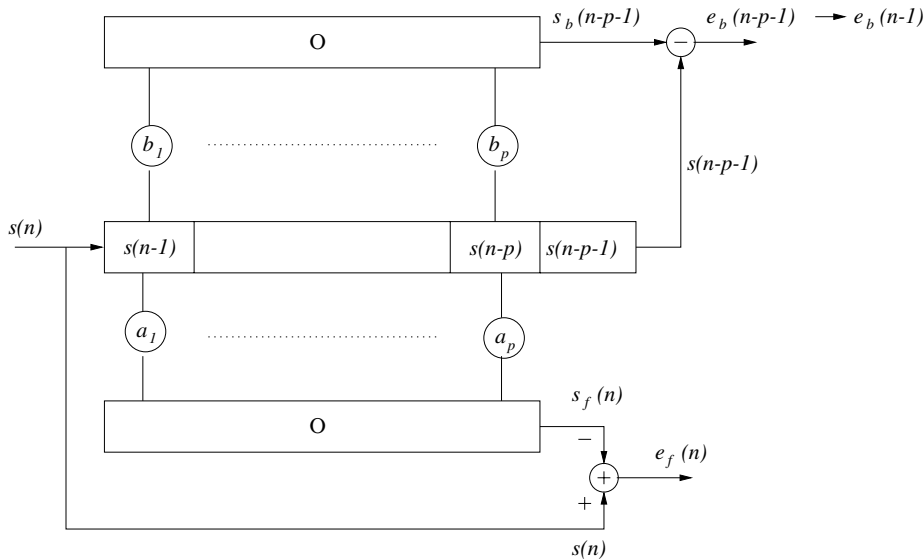 s_b(n-p-1)
e_b(n-p-1) → e_b(n-1)
O
−
b_1
b_p
s(n-p-1)
s(n)
s(n-1)
s(n-p)
s(n-p-1)
a_1
a_p
s_f(n)
O
−
e_f(n)
+
+
s(n)